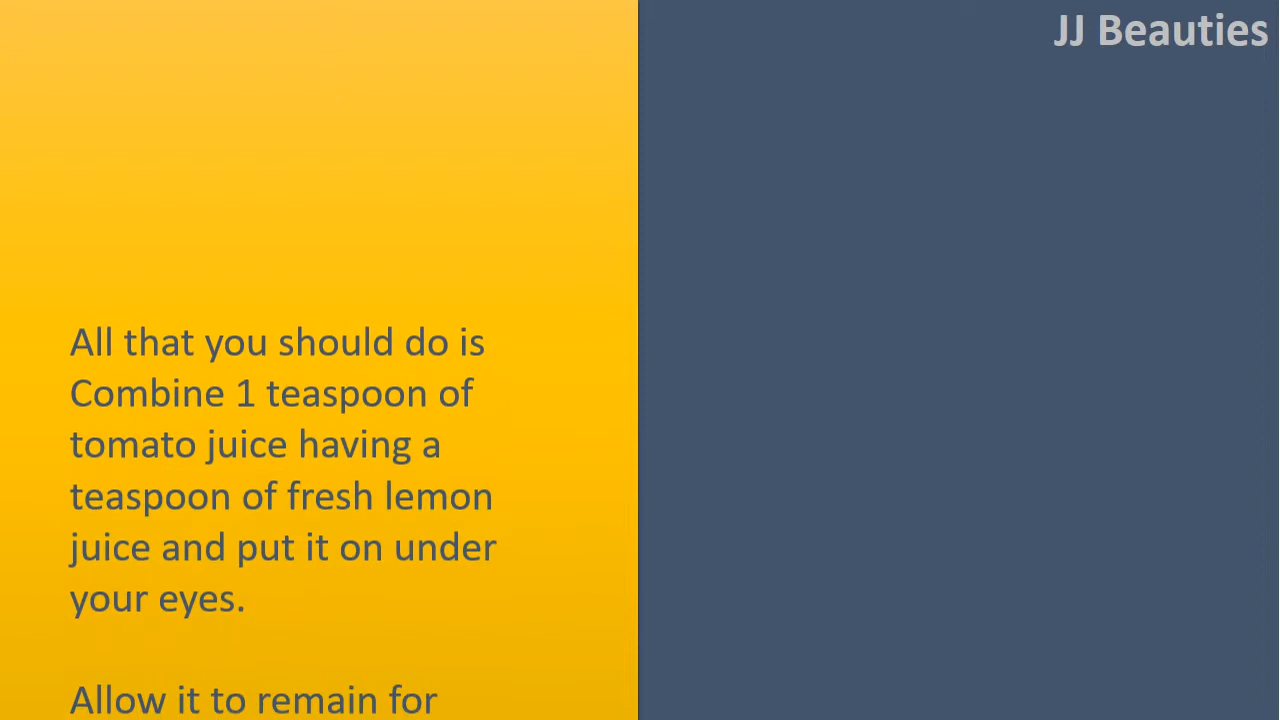 JJ Beauties
All that you should do is
Combine 1 teaspoon of
tomato juice having a
teaspoon of fresh lemon
juice and put it on under
your eyes.
Allow it to remain for